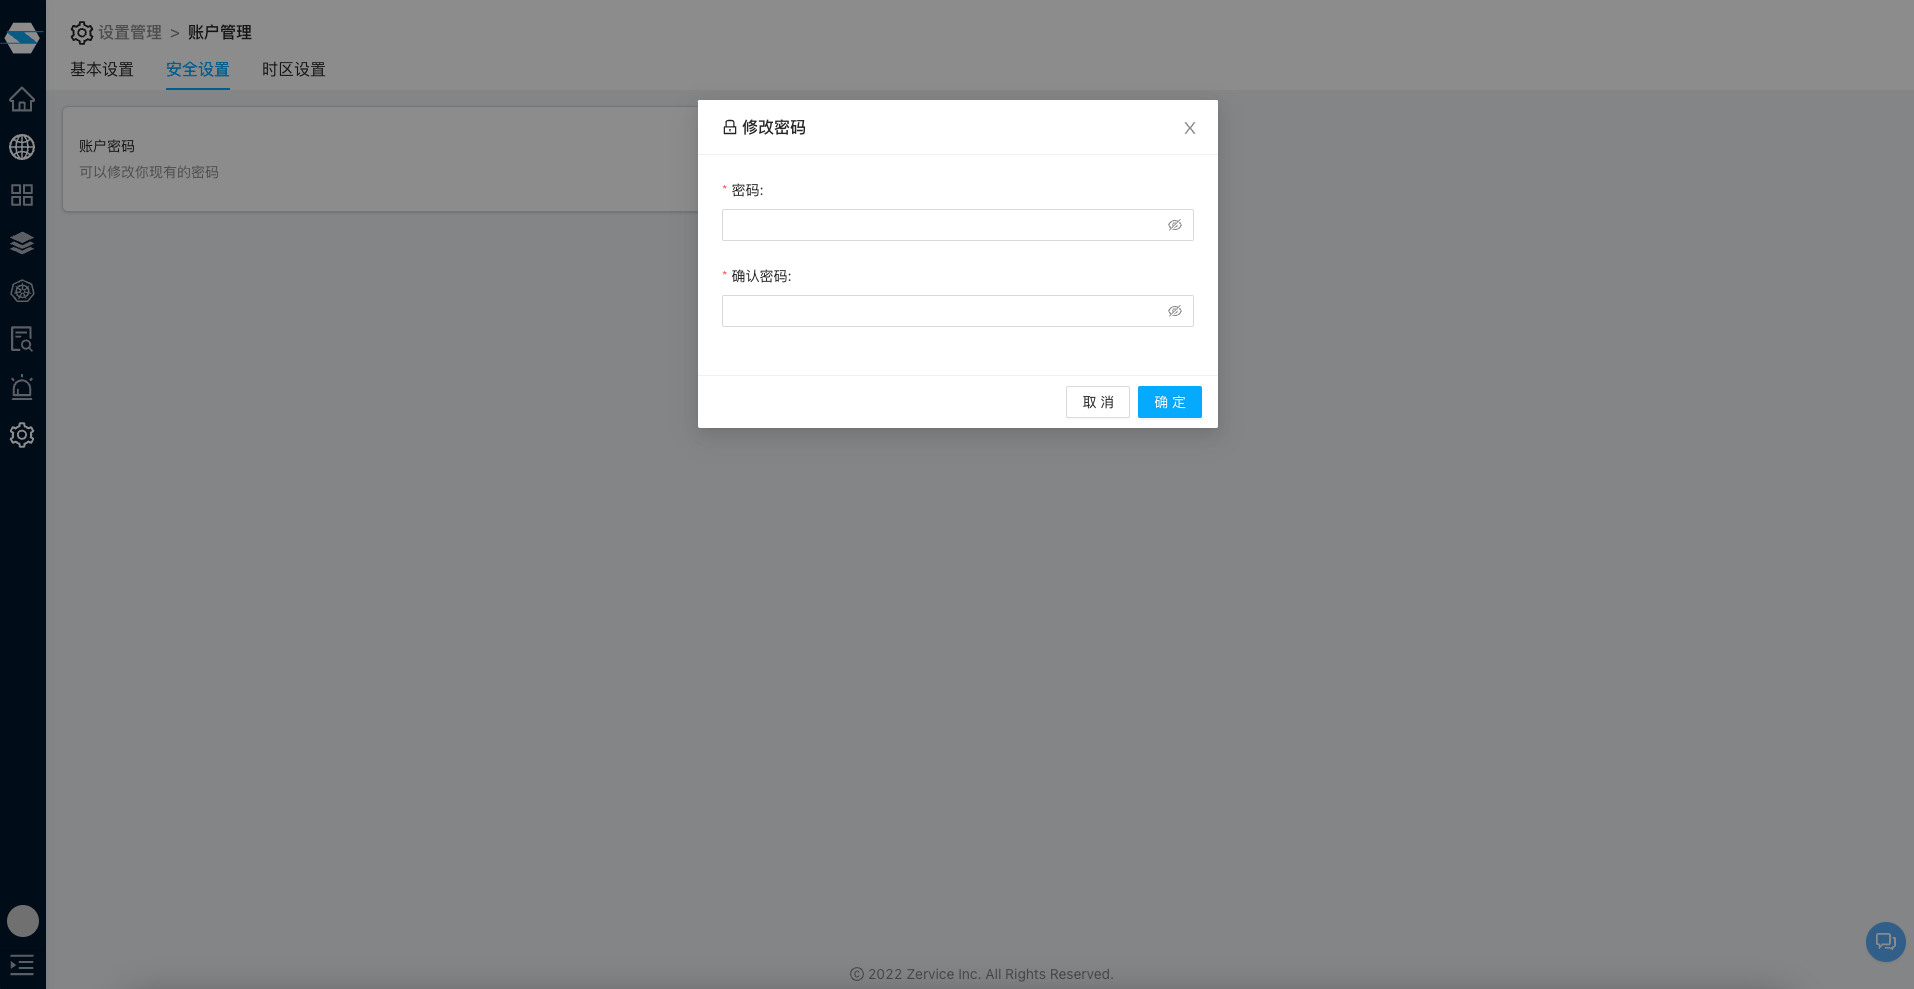 设置管理 > 账户管理
基本设置 安全设置 时区设置
账户密码
可以修改你现有的密码
修改密码
* 密码:
* 确认密码:
取 消 确 定
© 2022 Zervice Inc. All Rights Reserved.